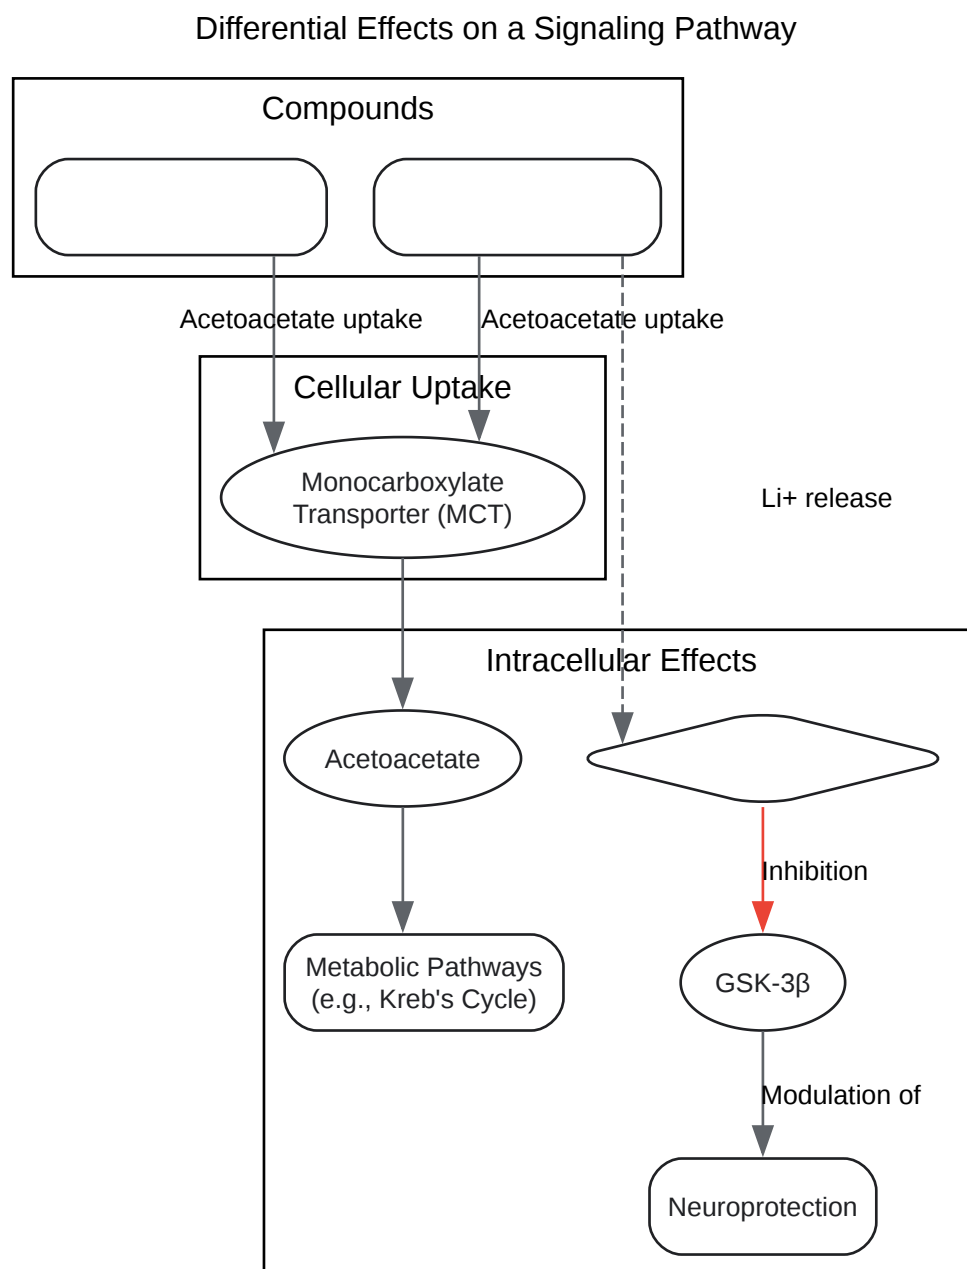 Differential Effects on a Signaling Pathway
Compounds
Acetoacetate uptake
Acetoacetate uptake
Cellular Uptake
Monocarboxylate
Transporter (MCT)
Li+ release
Intracellular Effects
Acetoacetate
Inhibition
Metabolic Pathways
(e.g., Kreb's Cycle)
GSK-3β
Modulation of
Neuroprotection